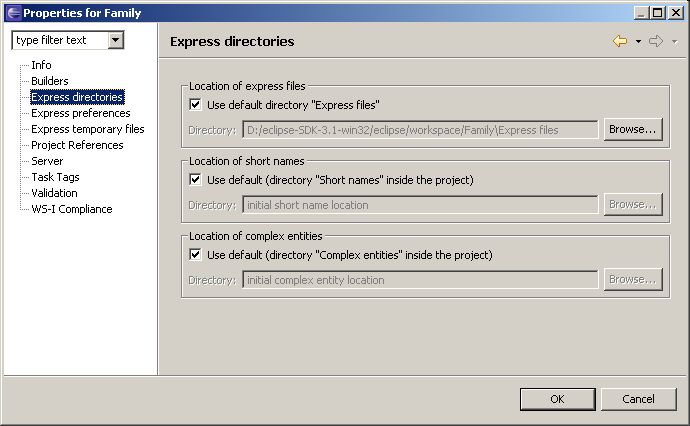 Properties for Family
type filter text
Express directories
Info
Builders
Express directories
Express preferences
Express temporary files
Project References
Server
Task Tags
Validation
WS-I Compliance
Location of express files
Use default directory "Express files"
Directory: D:/eclipse-SDK-3.1-win32/eclipse/workspace/Family\Express files Browse...
Location of short names
Use default (directory "Short names" inside the project)
Directory: initial short name location Browse...
Location of complex entities
Use default (directory "Complex entities" inside the project)
Directory: initial complex entity location Browse...
OK Cancel